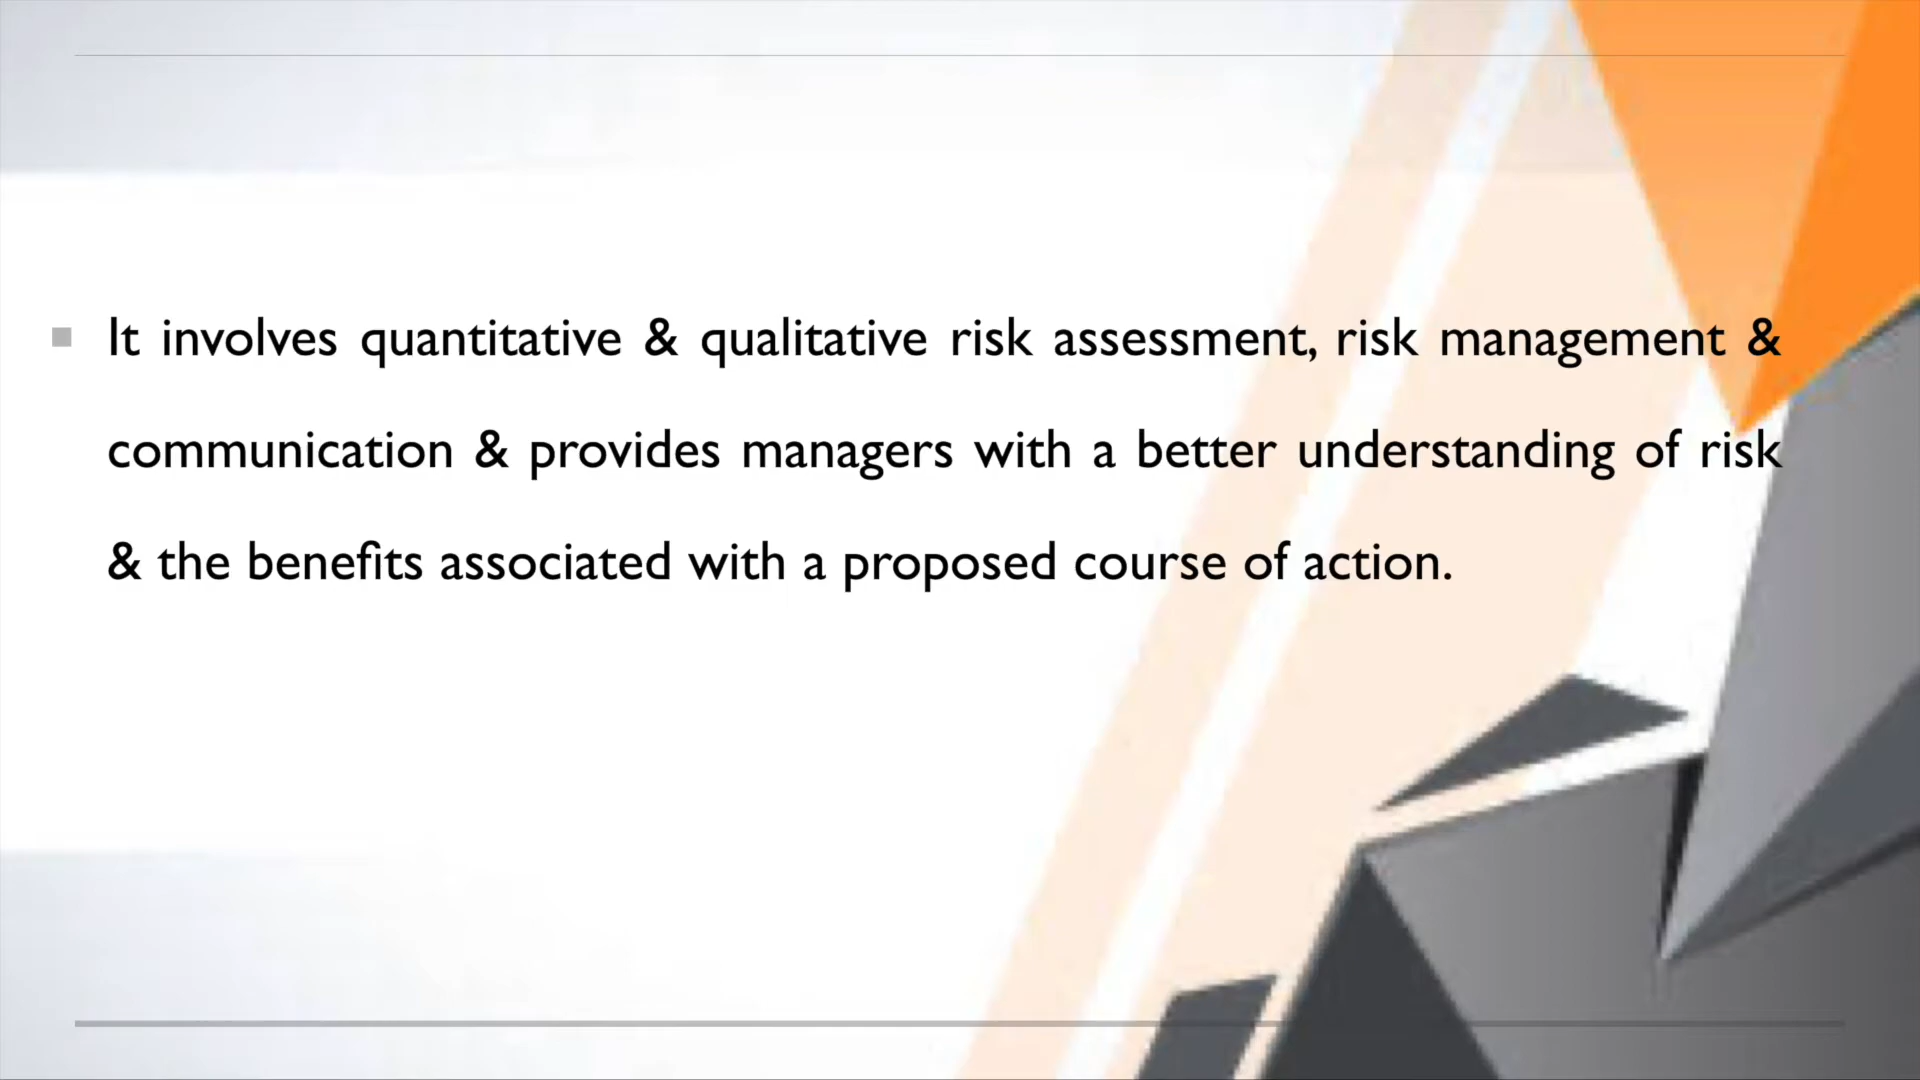 It involves quantitative & qualitative risk assessment, risk management &
communication & provides managers with a better understanding of risk
& the benefits associated with a proposed course of action.